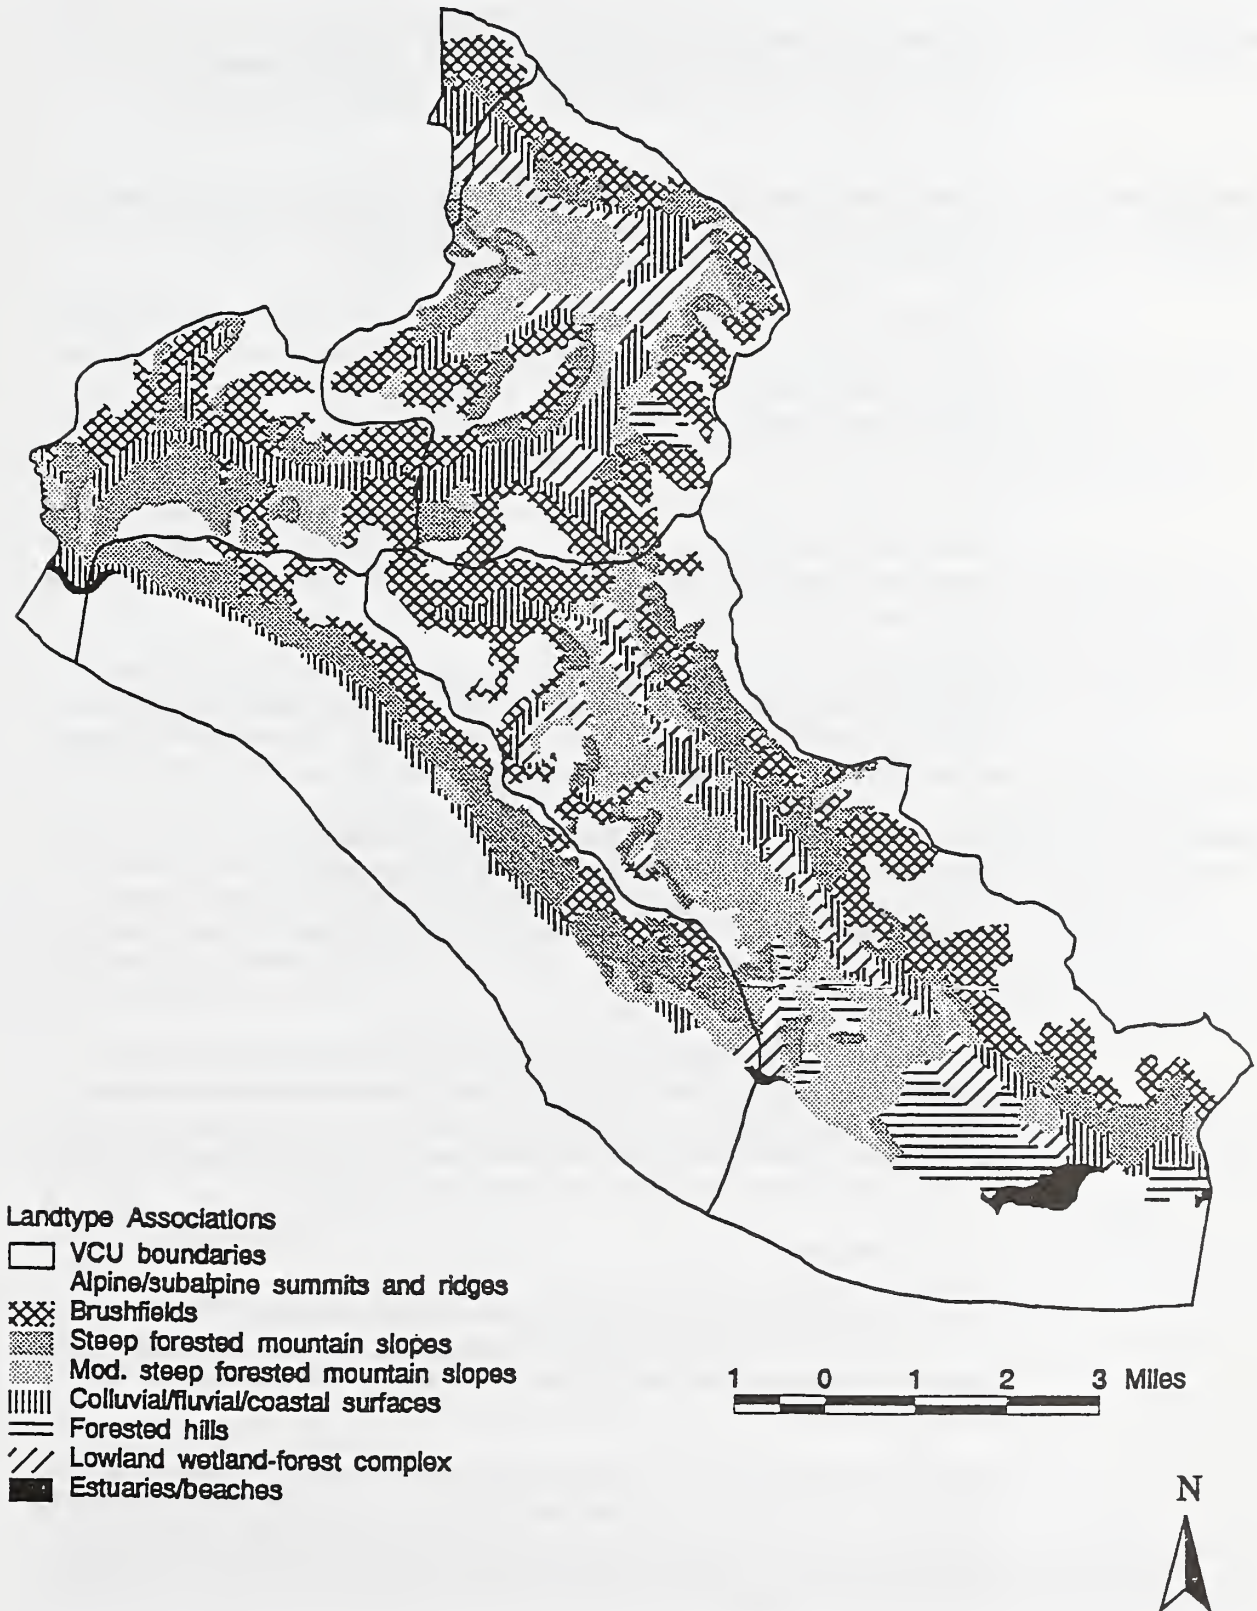 Landtype Associations
VCU boundaries
Alpine/subalpine summits and ridges
Brushfields
Steep forested mountain slopes
Mod. steep forested mountain slopes
Colluvial/fluvial/coastal surfaces
Forested hills
Lowland wetland-forest complex
Estuaries/beaches
1 0 1 2 3 Miles
N